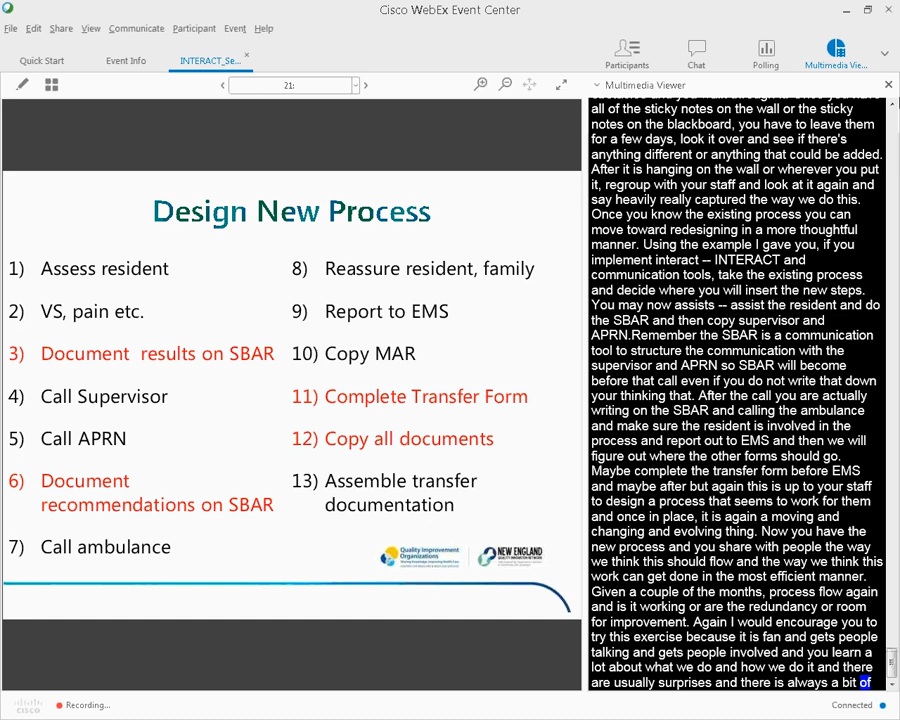 Cisco WebEx Event Center
File Edit Share View Communicate Participant Event Help
Quick Start Event Info INTERACT_Se...
Participants Chat Polling Multimedia Vie...
21:
Multimedia Viewer
Design New Process
1) Assess resident
2) VS, pain etc.
3) Document results on SBAR
4) Call Supervisor
5) Call APRN
6) Document
recommendations on SBAR
7) Call ambulance
8) Reassure resident, family
9) Report to EMS
10) Copy MAR
11) Complete Transfer Form
12) Copy all documents
13) Assemble transfer
documentation
Quality Improvement
Organizations
NEW ENGLAND
all of the sticky notes on the wall or the sticky
notes on the blackboard, you have to leave them
for a few days, look it over and see if there's
anything different or anything that could be added.
After it is hanging on the wall or wherever you put
it, regroup with your staff and look at it again and
say heavily really captured the way we do this.
Once you know the existing process you can
move toward redesigning in a more thoughtful
manner. Using the example I gave you, if you
implement interact -- INTERACT and
communication tools, take the existing process
and decide where you will insert the new steps.
You may now assists -- assist the resident and do
the SBAR and then copy supervisor and
APRN.Remember the SBAR is a communication
tool to structure the communication with the
supervisor and APRN so SBAR will become
before that call even if you do not write that down
your thinking that. After the call you are actually
writing on the SBAR and calling the ambulance
and make sure the resident is involved in the
process and report out to EMS and then we will
figure out where the other forms should go.
Maybe complete the transfer form before EMS
and maybe after but again this is up to your staff
to design a process that seems to work for them
and once in place, it is again a moving and
changing and evolving thing. Now you have the
new process and you share with people the way
we think this should flow and the way we think this
work can get done in the most efficient manner.
Given a couple of the months, process flow again
and is it working or are the redundancy or room
for improvement. Again I would encourage you to
try this exercise because it is fan and gets people
talking and gets people involved and you learn a
lot about what we do and how we do it and there
are usually surprises and there is always a bit of
cisco
Recording...
Connected